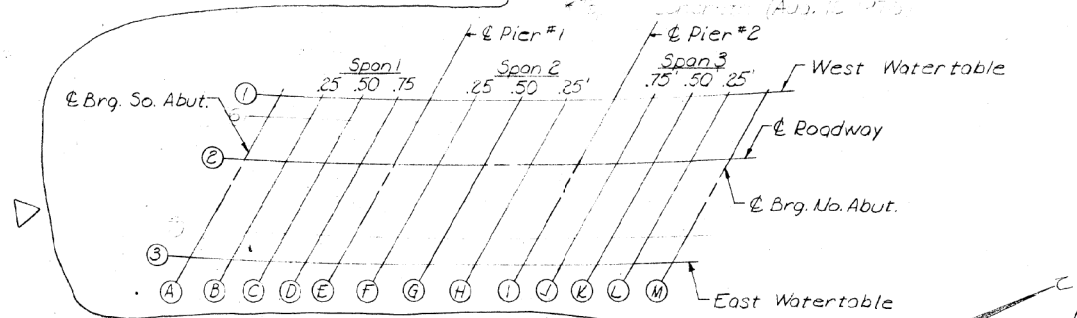 ℄ Pier #1
℄ Pier #2
Span 1
Span 2
Span 3
.25 .50 .75
.25 .50 .25'
.75' .50' .25'
West Watertable
℄ Brg. So. Abut.
1
℄ Roadway
2
℄ Brg. No. Abut.
3
A B C D E F G H I J K L M
East Watertable